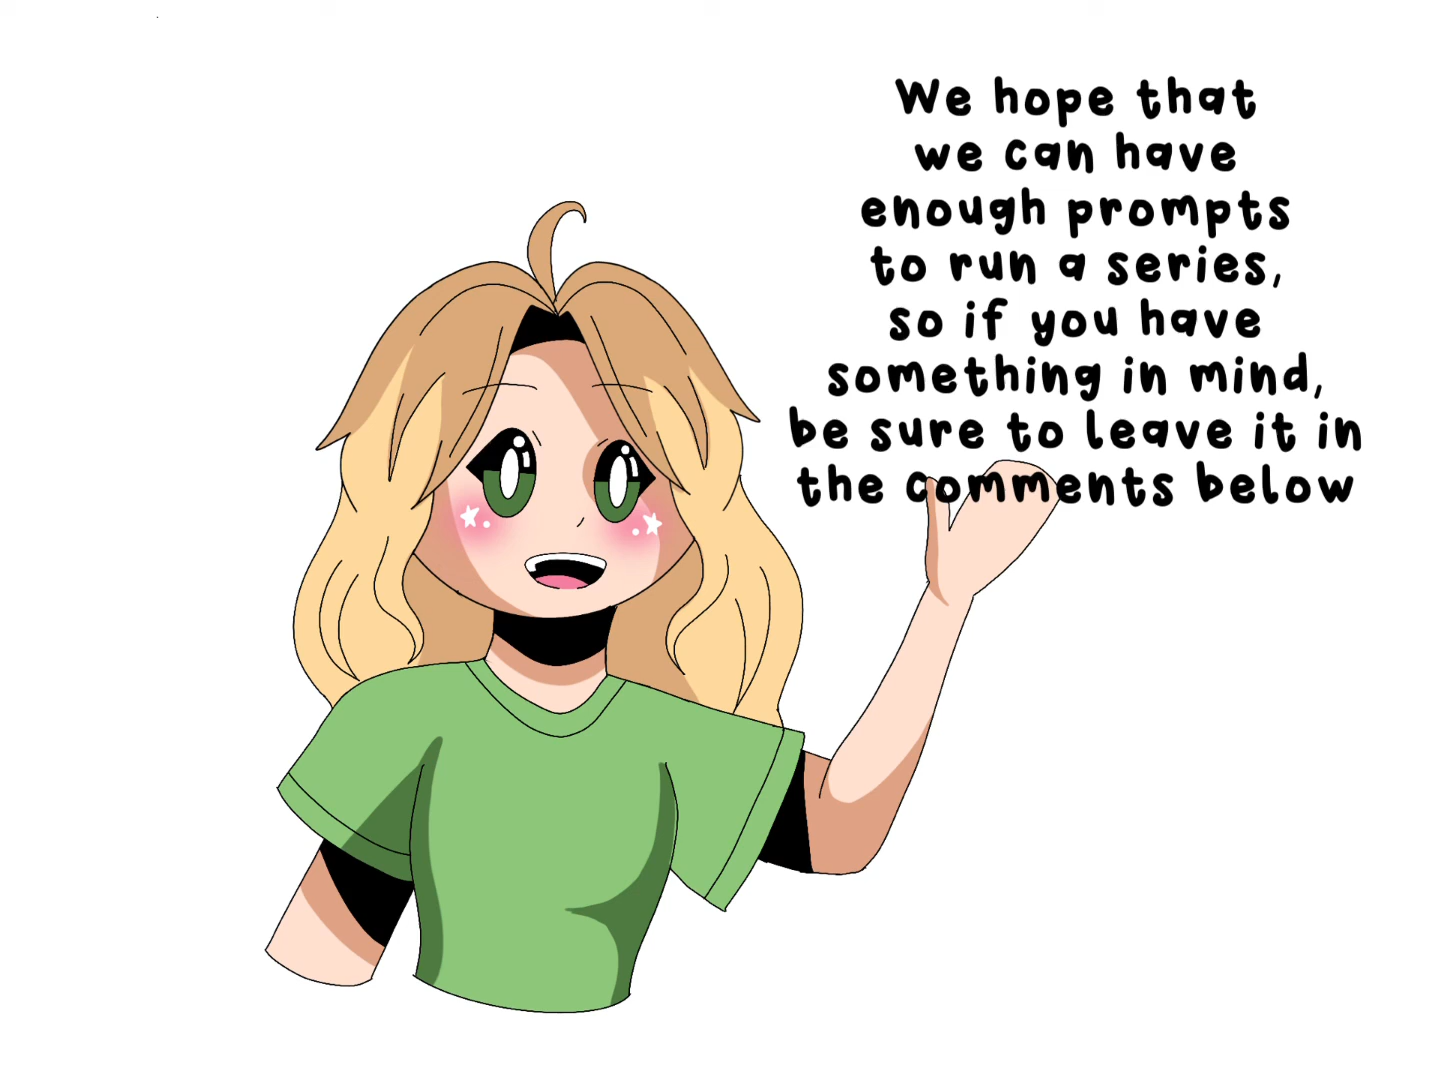 We hope that
we can have
enough prompts
to run a series,
so if you have
something in mind,
be sure to leave it in
the comments below